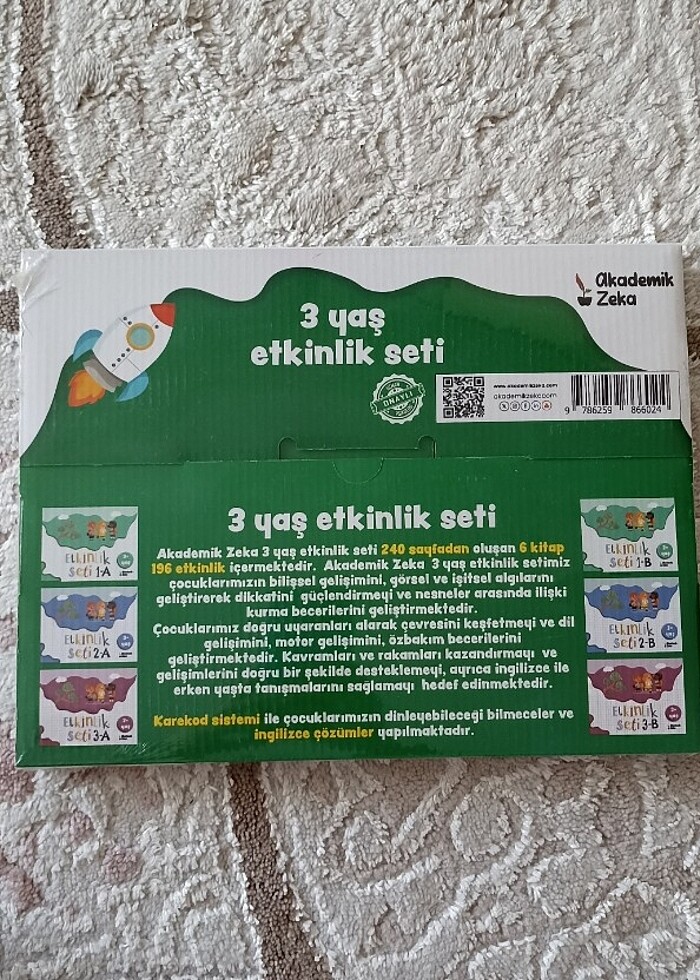 Akademik
Zeka
3 yaş
etkinlik seti
ONAYLI
www.akademikzeka.com
akademikzekacom
9 786259 866024
3 yaş etkinlik seti
Akademik Zeka 3 yaş etkinlik seti 240 sayfadan oluşan 6 kitap
196 etkinlik içermektedir. Akademik Zeka 3 yaş etkinlik setimiz
çocuklarımızın bilişsel gelişimini, görsel ve işitsel algılarını
geliştirerek dikkatini güçlendirmeyi ve nesneler arasında ilişki
kurma becerilerini geliştirmektedir.
Çocuklarımız doğru uyaranları alarak çevresini keşfetmeyi ve dil
gelişimini, motor gelişimini, özbakım becerilerini
geliştirmektedir. Kavramları ve rakamları kazandırmayı ve
gelişimlerini doğru bir şekilde desteklemeyi, ayrıca ingilizce ile
erken yaşta tanışmalarını sağlamayı hedef edinmektedir.
Karekod sistemi ile çocuklarımızın dinleyebileceği bilmeceler ve
ingilizce çözümler yapılmaktadır.
Etkinlik
Seti 1-A
Etkinlik
Seti 2-A
Etkinlik
Seti 3-A
Etkinlik
Seti 1-B
Etkinlik
Seti 2-B
Etkinlik
Seti 3-B